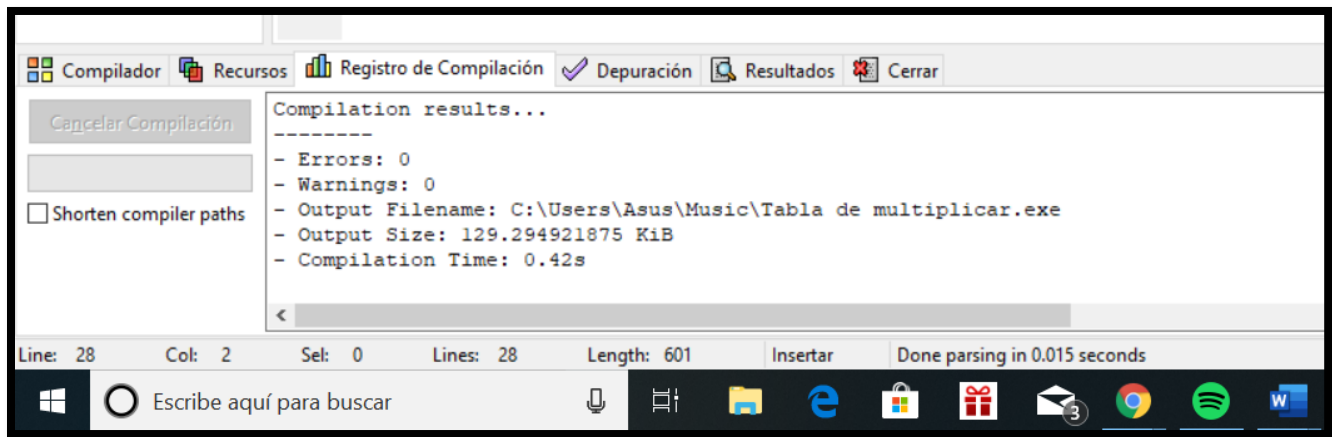 Compilador Recursos Registro de Compilación Depuración Resultados Cerrar
Cancelar Compilación
Shorten compiler paths
Compilation results...
--------
- Errors: 0
- Warnings: 0
- Output Filename: C:\Users\Asus\Music\Tabla de multiplicar.exe
- Output Size: 129.294921875 KiB
- Compilation Time: 0.42s
Line: 28 Col: 2 Sel: 0 Lines: 28 Length: 601 Insertar Done parsing in 0.015 seconds
Escribe aquí para buscar 3 W